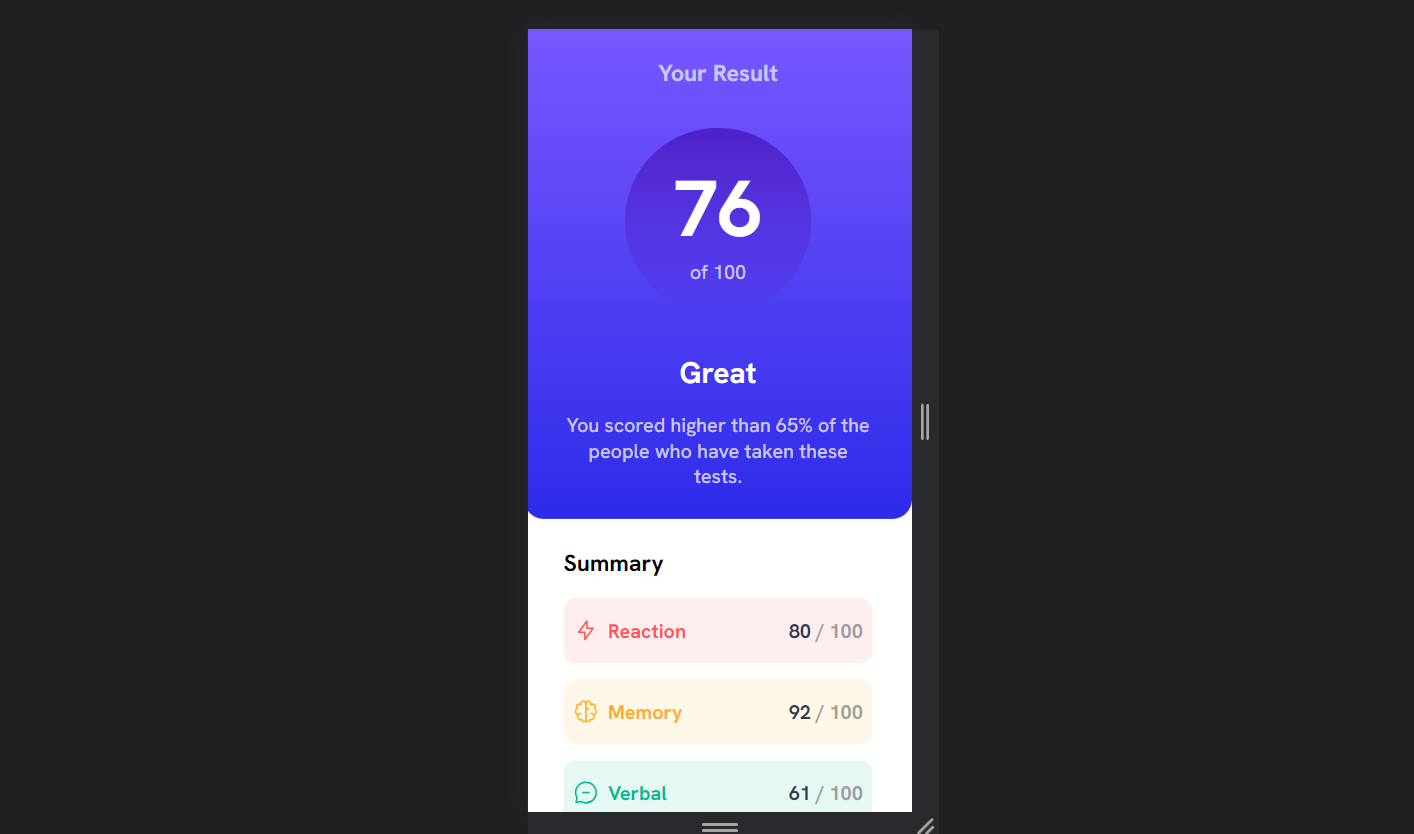 Your Result
76
of 100
Great
You scored higher than 65% of the
people who have taken these
tests.
Summary
Reaction 80 / 100
Memory 92 / 100
Verbal 61 / 100